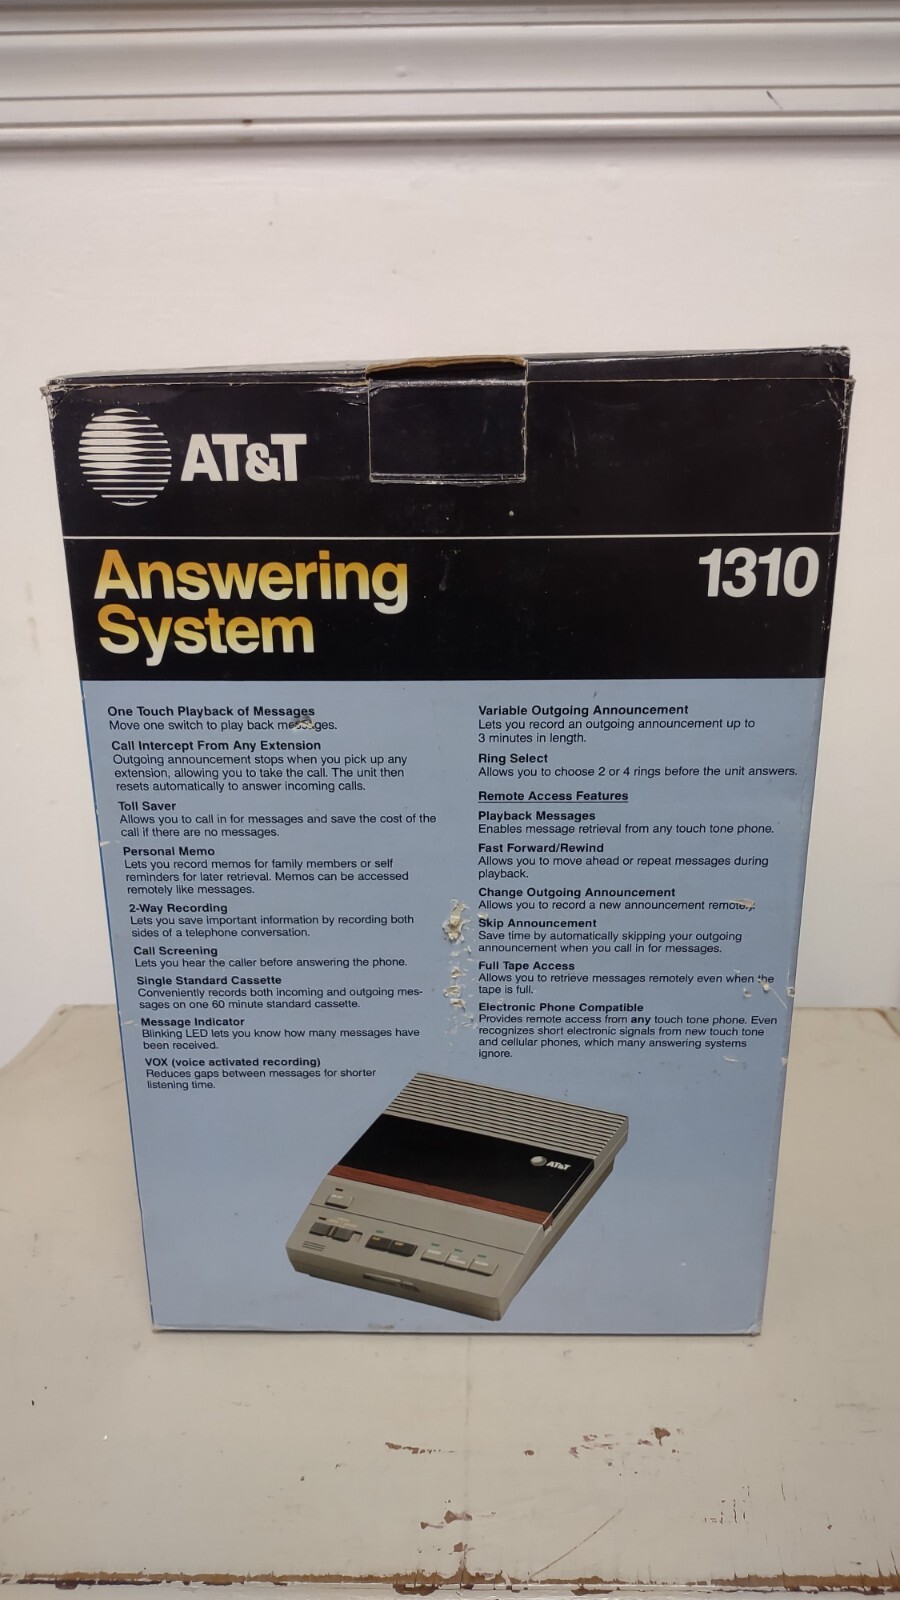 AT&T
Answering
System
1310
One Touch Playback of Messages
Move one switch to play back messages.
Call Intercept From Any Extension
Outgoing announcement stops when you pick up any
extension, allowing you to take the call. The unit then
resets automatically to answer incoming calls.
Toll Saver
Allows you to call in for messages and save the cost of the
call if there are no messages.
Personal Memo
Lets you record memos for family members or self
reminders for later retrieval. Memos can be accessed
remotely like messages.
2-Way Recording
Lets you save important information by recording both
sides of a telephone conversation.
Call Screening
Lets you hear the caller before answering the phone.
Single Standard Cassette
Conveniently records both incoming and outgoing mes-
sages on one 60 minute standard cassette.
Message Indicator
Blinking LED lets you know how many messages have
been received.
VOX (voice activated recording)
Reduces gaps between messages for shorter
listening time.
Variable Outgoing Announcement
Lets you record an outgoing announcement up to
3 minutes in length.
Ring Select
Allows you to choose 2 or 4 rings before the unit answers.
Remote Access Features
Playback Messages
Enables message retrieval from any touch tone phone.
Fast Forward/Rewind
Allows you to move ahead or repeat messages during
playback.
Change Outgoing Announcement
Allows you to record a new announcement remotely.
Skip Announcement
Save time by automatically skipping your outgoing
announcement when you call in for messages.
Full Tape Access
Allows you to retrieve messages remotely even when the
tape is full.
Electronic Phone Compatible
Provides remote access from any touch tone phone. Even
recognizes short electronic signals from new touch tone
and cellular phones, which many answering systems
ignore.
AT&T